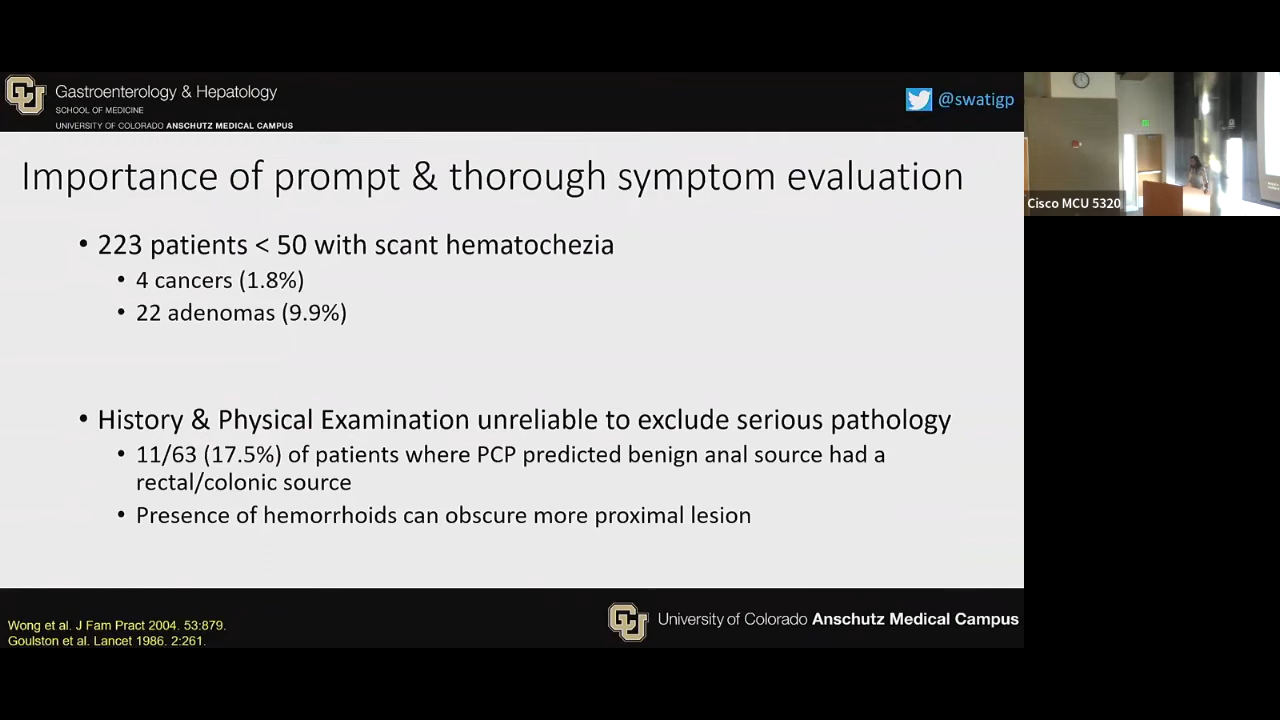 Gastroenterology & Hepatology
SCHOOL OF MEDICINE
UNIVERSITY OF COLORADO ANSCHUTZ MEDICAL CAMPUS
@swatigp
Importance of prompt & thorough symptom evaluation
• 223 patients < 50 with scant hematochezia
• 4 cancers (1.8%)
• 22 adenomas (9.9%)
• History & Physical Examination unreliable to exclude serious pathology
• 11/63 (17.5%) of patients where PCP predicted benign anal source had a
rectal/colonic source
• Presence of hemorrhoids can obscure more proximal lesion
Wong et al. J Fam Pract 2004. 53:879.
Goulston et al. Lancet 1986. 2:261.
University of Colorado Anschutz Medical Campus
Cisco MCU 5320